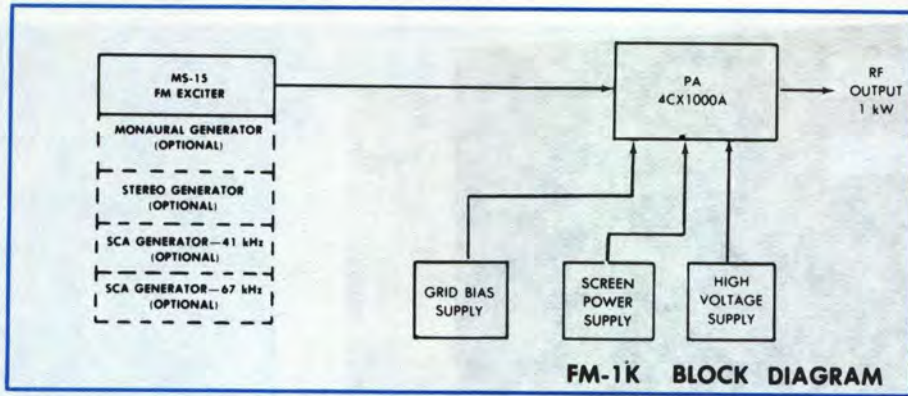 MS-15
FM EXCITER
MONAURAL GENERATOR
(OPTIONAL)
STEREO GENERATOR
(OPTIONAL)
SCA GENERATOR—41 kHz
(OPTIONAL)
SCA GENERATOR—67 kHz
(OPTIONAL)
PA
4CX1000A
RF
OUTPUT
1 kW
GRID BIAS
SUPPLY
SCREEN
POWER
SUPPLY
HIGH
VOLTAGE
SUPPLY
FM-1K BLOCK DIAGRAM